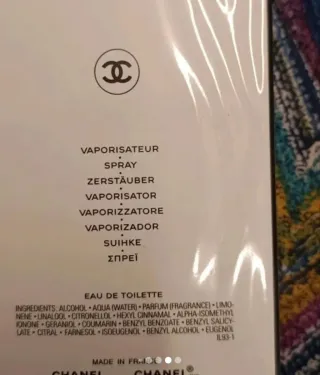 VAPORISATEUR
SPRAY
ZERSTÄUBER
VAPORISATOR
VAPORIZZATORE
VAPORIZADOR
SUIHKE
ΣΠΡΕΪ
EAU DE TOILETTE
INGREDIENTS: ALCOHOL • AQUA (WATER) • PARFUM (FRAGRANCE) • LIMO-
NENE • LINALOOL • CITRONELLOL • HEXYL CINNAMAL • ALPHA-ISOMETHYL
IONONE • GERANIOL • COUMARIN • BENZYL BENZOATE • BENZYL SALICY-
LATE • CITRAL • FARNESOL • ISOEUGENOL • BENZYL ALCOHOL • EUGENOL
IL93-1
MADE IN
CHANEL CHANEL